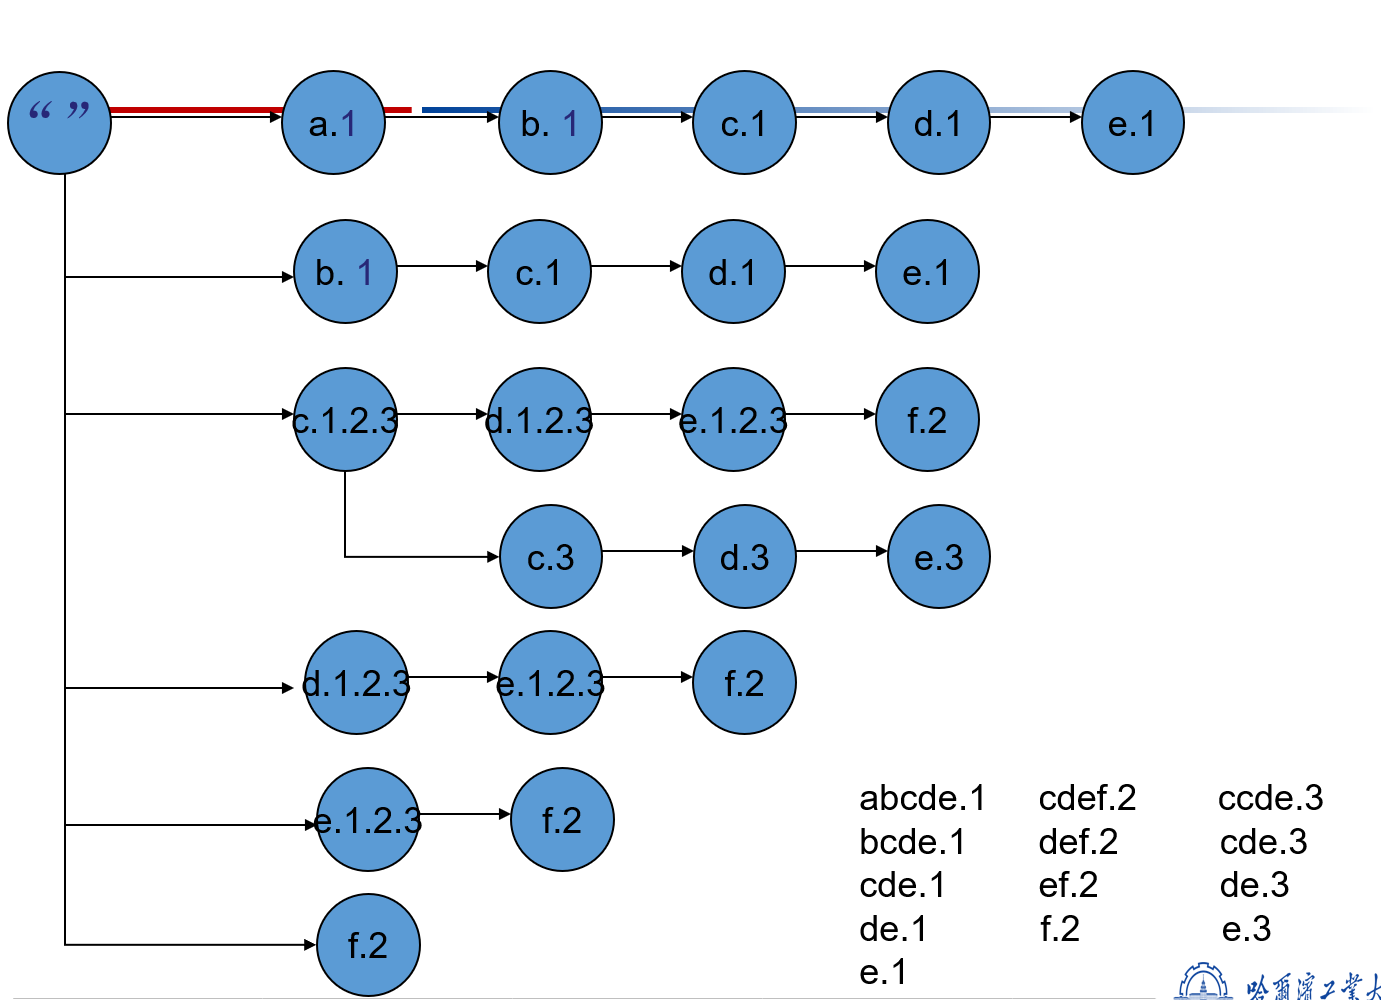 “ ” a.1 b. 1 c.1 d.1 e.1
b. 1 c.1 d.1 e.1
c.1.2.3 d.1.2.3 e.1.2.3 f.2
c.3 d.3 e.3
d.1.2.3 e.1.2.3 f.2
e.1.2.3 f.2
f.2
abcde.1 cdef.2 ccde.3
bcde.1 def.2 cde.3
cde.1 ef.2 de.3
de.1 f.2 e.3
e.1
哈爾濱工業大